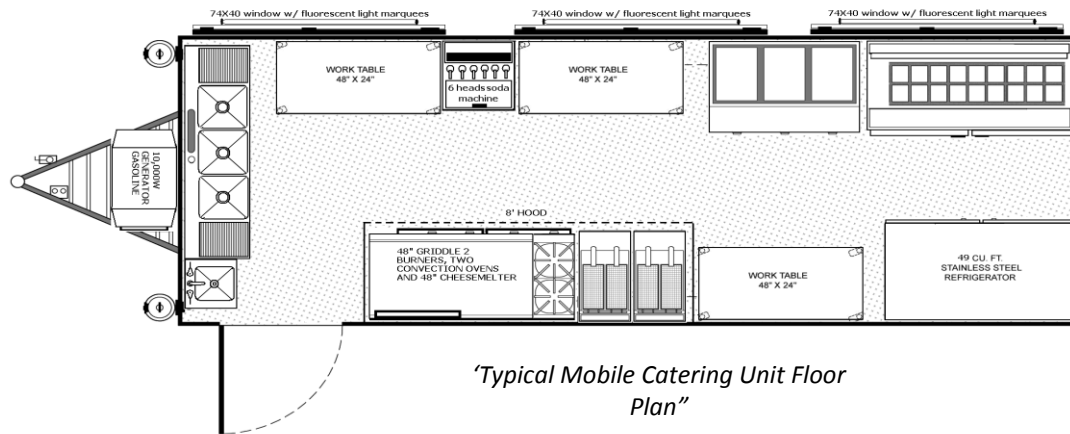 74X40 window w/ fluorescent light marquees
74X40 window w/ fluorescent light marquees
74X40 window w/ fluorescent light marquees
WORK TABLE
48" X 24"
6 heads soda
machine
WORK TABLE
48" X 24"
10,000W
GENERATOR
GASOLINE
8' HOOD
48" GRIDDLE 2
BURNERS, TWO
CONVECTION OVENS
AND 48" CHEESEMELTER
WORK TABLE
48" X 24"
49 CU. FT.
STAINLESS STEEL
REFRIGERATOR
‘Typical Mobile Catering Unit Floor
Plan”